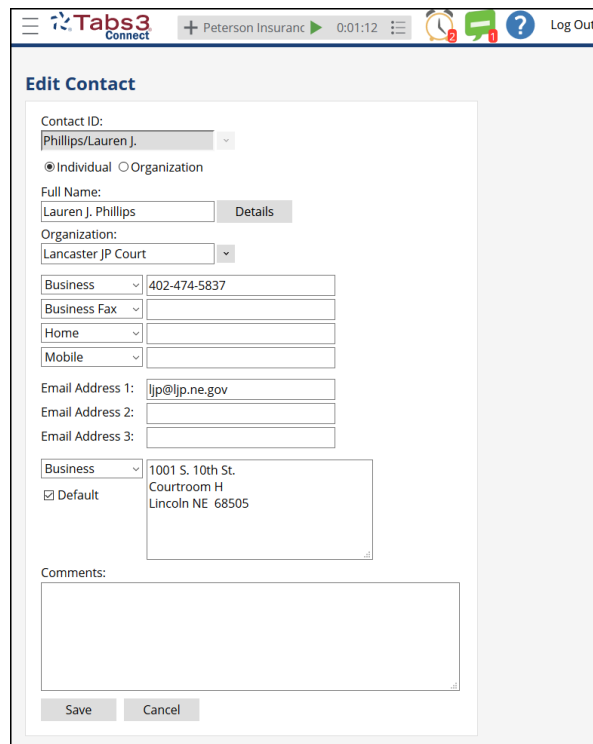 Tabs3
Connect
+ Peterson Insuranc 0:01:12
2
1
?
Log Out
Edit Contact
Contact ID:
Phillips/Lauren J.
Individual Organization
Full Name:
Lauren J. Phillips Details
Organization:
Lancaster JP Court
Business 402-474-5837
Business Fax
Home
Mobile
Email Address 1: ljp@ljp.ne.gov
Email Address 2:
Email Address 3:
Business 1001 S. 10th St.
Default Courtroom H
Lincoln NE 68505
Comments:
Save Cancel